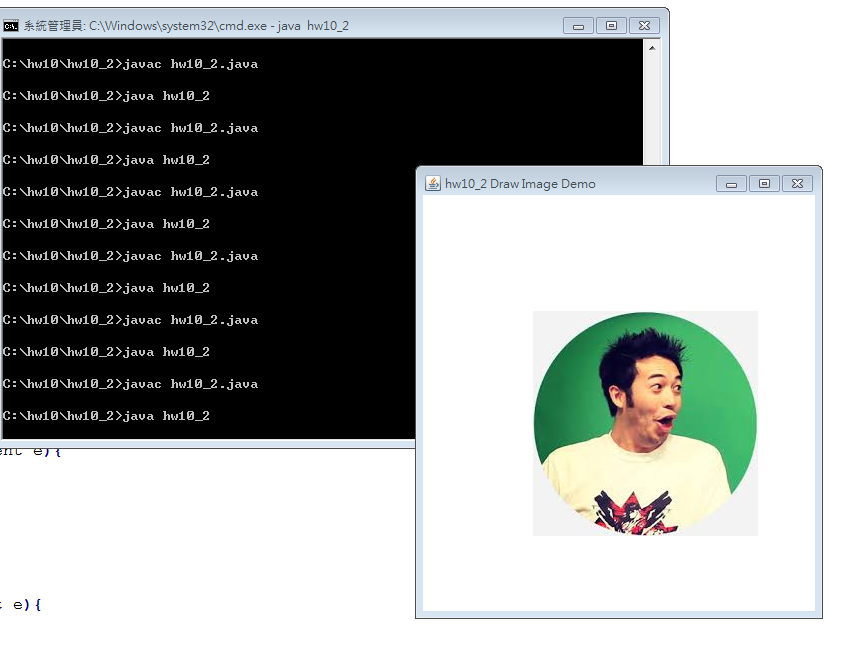 系統管理員: C:\Windows\system32\cmd.exe - java  hw10_2
C:\hw10\hw10_2>javac hw10_2.java
C:\hw10\hw10_2>java hw10_2
C:\hw10\hw10_2>javac hw10_2.java
C:\hw10\hw10_2>java hw10_2
C:\hw10\hw10_2>javac hw10_2.java
C:\hw10\hw10_2>java hw10_2
C:\hw10\hw10_2>javac hw10_2.java
C:\hw10\hw10_2>java hw10_2
C:\hw10\hw10_2>javac hw10_2.java
C:\hw10\hw10_2>java hw10_2
C:\hw10\hw10_2>javac hw10_2.java
C:\hw10\hw10_2>java hw10_2
hw10_2 Draw Image Demo
ent e){
t e){